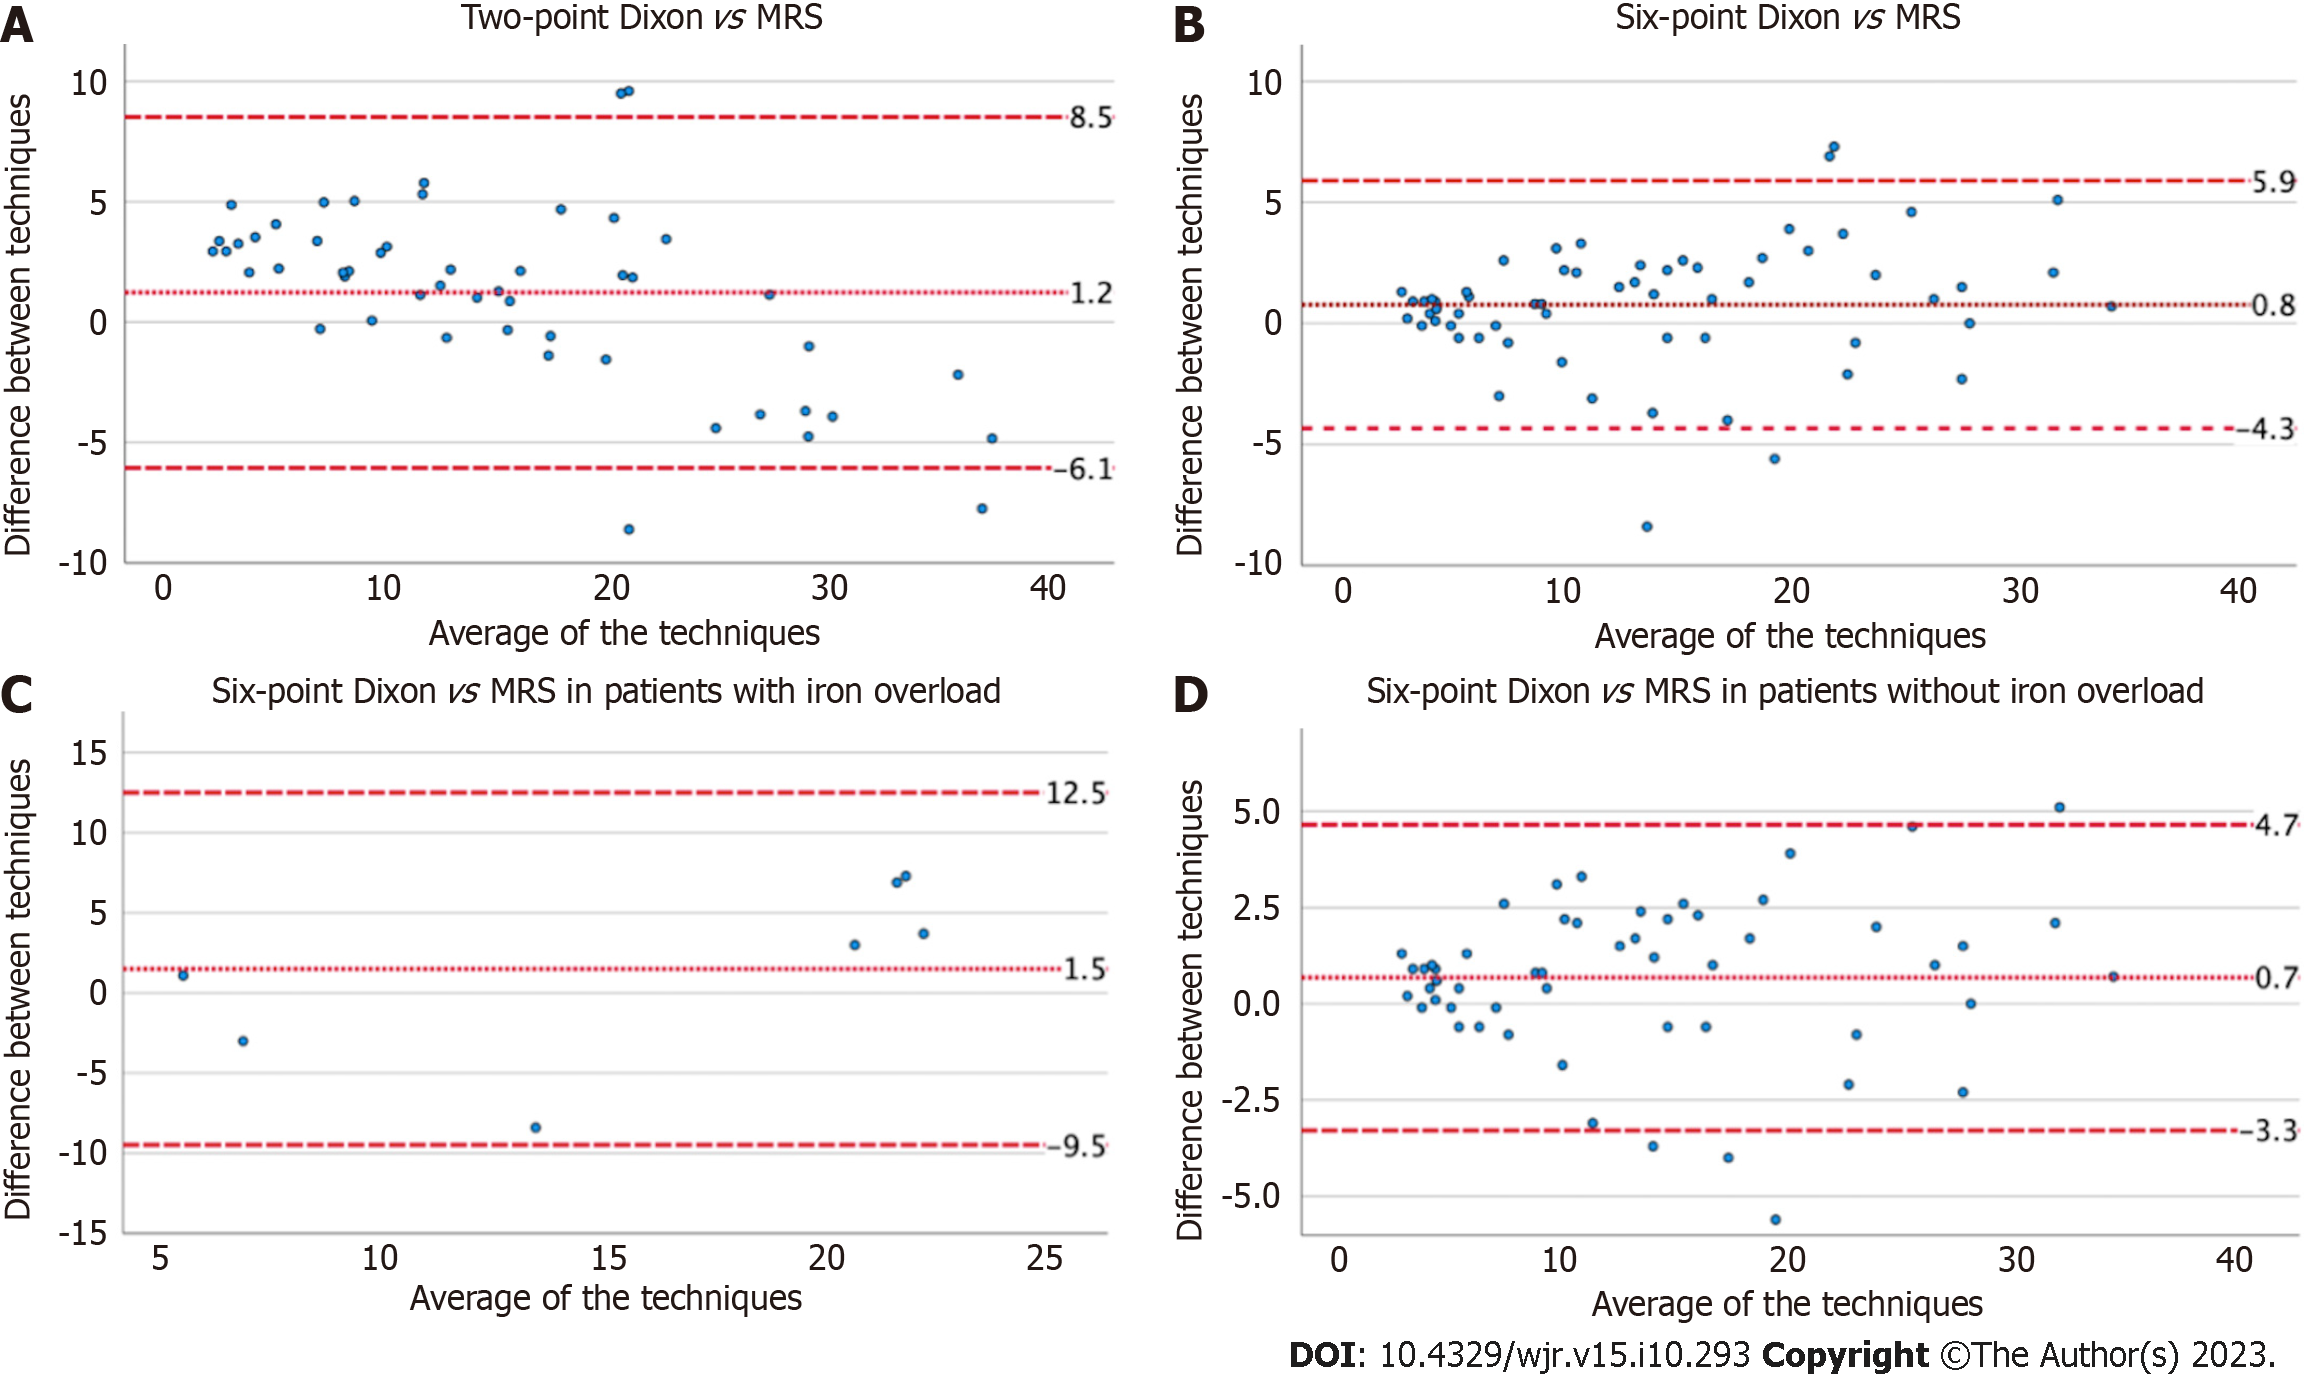 A
Two-point Dixon vs MRS
Difference between techniques
10
5
0
-5
-10
8.5
1.2
–6.1
0 10 20 30 40
Average of the techniques
B
Six-point Dixon vs MRS
Difference between techniques
10
5
0
-5
-10
5.9
0.8
–4.3
0 10 20 30 40
Average of the techniques
C
Six-point Dixon vs MRS in patients with iron overload
Difference between techniques
15
10
5
0
-5
-10
-15
12.5
1.5
–9.5
5 10 15 20 25
Average of the techniques
D
Six-point Dixon vs MRS in patients without iron overload
Difference between techniques
5.0
2.5
0.0
-2.5
-5.0
4.7
0.7
–3.3
0 10 20 30 40
Average of the techniques
DOI: 10.4329/wjr.v15.i10.293 Copyright ©The Author(s) 2023.